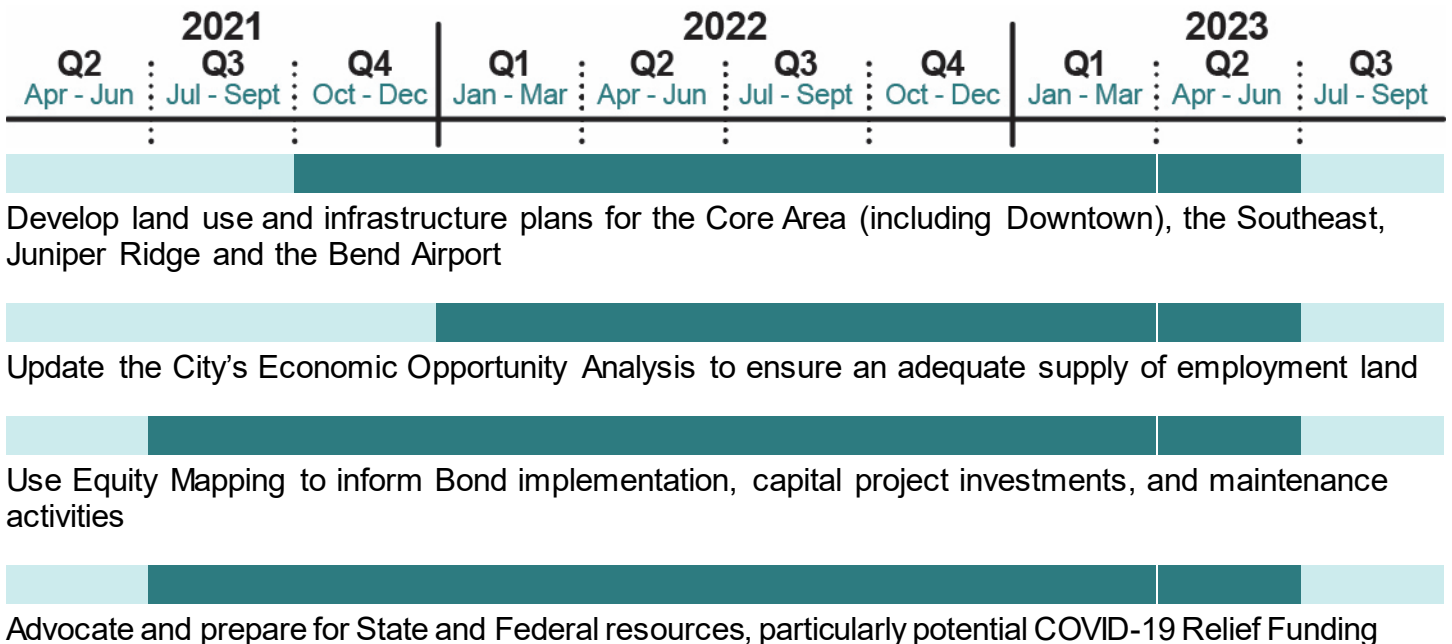 2021 2022 2023
Q2 Q3 Q4 Q1 Q2 Q3 Q4 Q1 Q2 Q3
Apr - Jun Jul - Sept Oct - Dec Jan - Mar Apr - Jun Jul - Sept Oct - Dec Jan - Mar Apr - Jun Jul - Sept
Develop land use and infrastructure plans for the Core Area (including Downtown), the Southeast,
Juniper Ridge and the Bend Airport
Update the City’s Economic Opportunity Analysis to ensure an adequate supply of employment land
Use Equity Mapping to inform Bond implementation, capital project investments, and maintenance
activities
Advocate and prepare for State and Federal resources, particularly potential COVID-19 Relief Funding